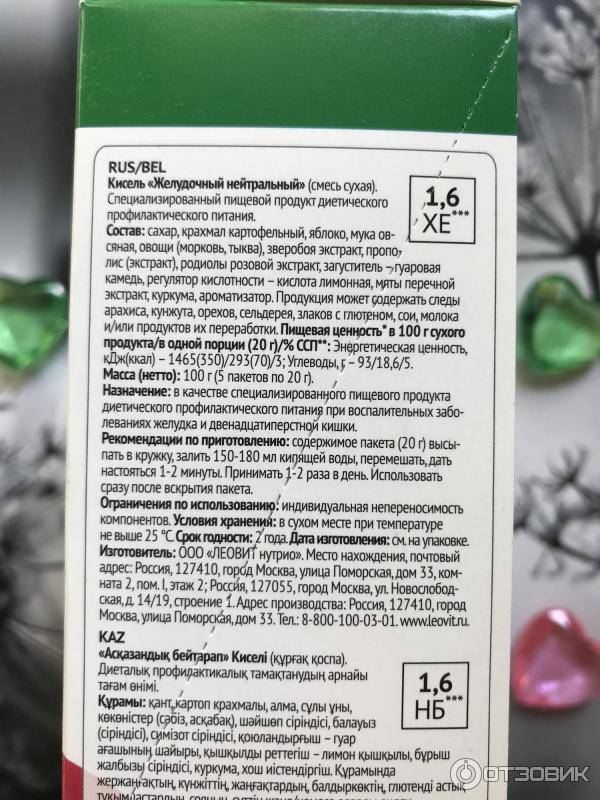 RUS/BEL
Кисель «Желудочный нейтральный» (смесь сухая).
Специализированный пищевой продукт диетического
профилактического питания.
1,6
ХЕ***
Состав: сахар, крахмал картофельный, яблоко, мука ов-
сяная, овощи (морковь, тыква), зверобоя экстракт, пропо-
лис (экстракт), родиолы розовой экстракт, загуститель – гуаровая
камедь, регулятор кислотности – кислота лимонная, мяты перечной
экстракт, куркума, ароматизатор. Продукция может содержать следы
арахиса, кунжута, орехов, сельдерея, злаков с глютеном, сои, молока
и/или продуктов их переработки. Пищевая ценность* в 100 г сухого
продукта/в одной порции (20 г)/% ССП**: Энергетическая ценность,
кДж(ккал) – 1465(350)/293(70)/3; Углеводы, г – 93/18,6/5.
Масса (нетто): 100 г (5 пакетов по 20 г).
Назначение: в качестве специализированного пищевого продукта
диетического профилактического питания при воспалительных забо-
леваниях желудка и двенадцатиперстной кишки.
Рекомендации по приготовлению: содержимое пакета (20 г) высы-
пать в кружку, залить 150-180 мл кипящей воды, перемешать, дать
настояться 1-2 минуты. Принимать 1-2 раза в день. Использовать
сразу после вскрытия пакета.
Ограничения по использованию: индивидуальная непереносимость
компонентов. Условия хранения: в сухом месте при температуре
не выше 25 °С. Срок годности: 2 года. Дата изготовления: см. на упаковке.
Изготовитель: ООО «ЛЕОВИТ нутрио». Место нахождения, почтовый
адрес: Россия, 127410, город Москва, улица Поморская, дом 33, ком-
ната 2, пом. I, этаж 2; Россия, 127055, город Москва, ул. Новослобод-
ская, д. 14/19, строение 1. Адрес производства: Россия, 127410, город
Москва, улица Поморская, дом 33. Тел.: 8-800-100-03-01. www.leovit.ru
KAZ
«Асқазандық бейтарап» Киселі (құрғақ қоспа).
Диеталық профилактикалық тамақтанудың арнайы
тағам өнімі.
1,6
НБ***
Құрамы: қант, картоп крахмалы, алма, сұлы ұны,
көкөністер (сәбіз, асқабақ), шайшөп сіріндісі, балауыз
(сіріндісі), сиізот сіріндісі, қоюландырғыш – гуар
ағашының шайыры, қышқылды реттегіш – лимон қышқылы, бұрыш
жалбызы сіріндісі, куркума, хош иістендіргіш. Құрамында
жержаңғақтың, күнжіттің, жаңғақтардың, балдыркөктің, глютенді астық
ОТЗОВИК